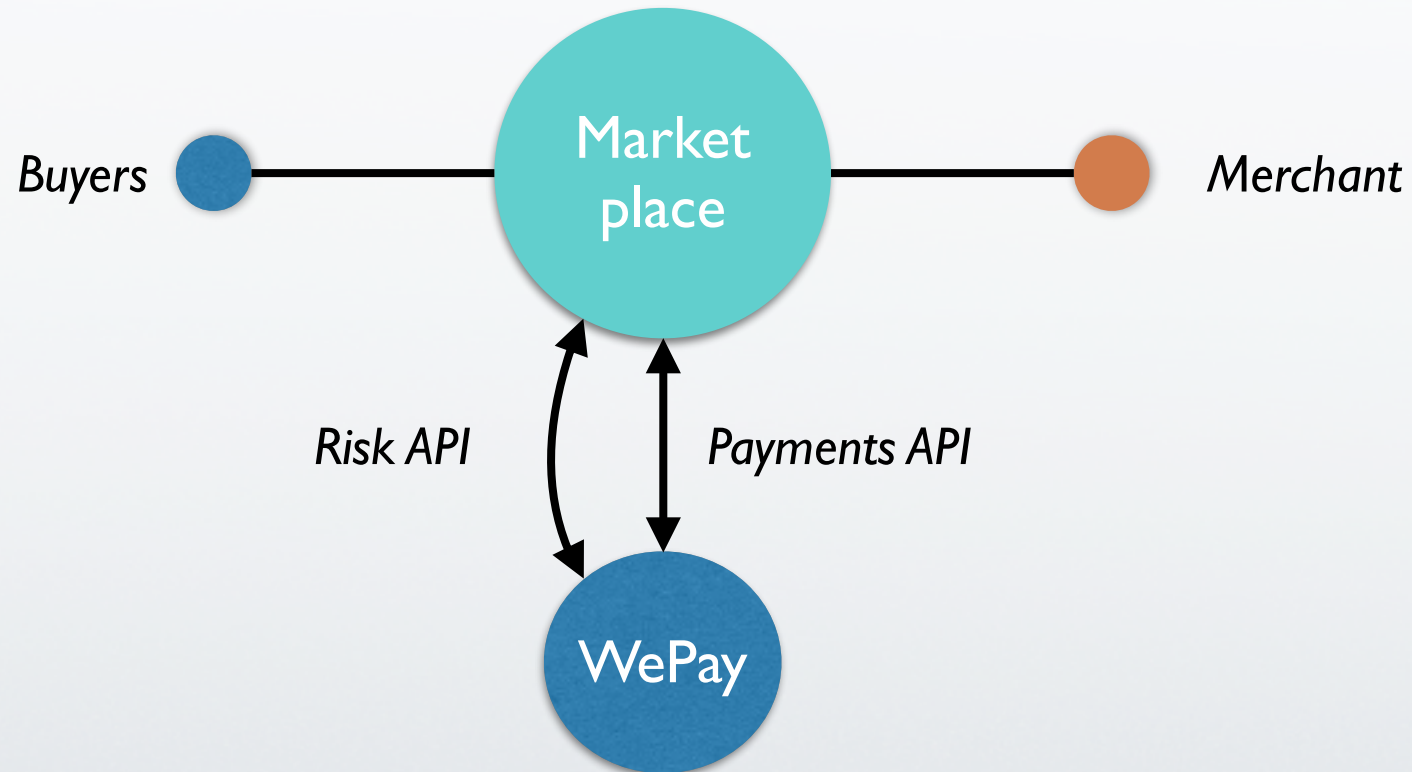 Market
place
Buyers
Merchant
Risk API
Payments API
WePay